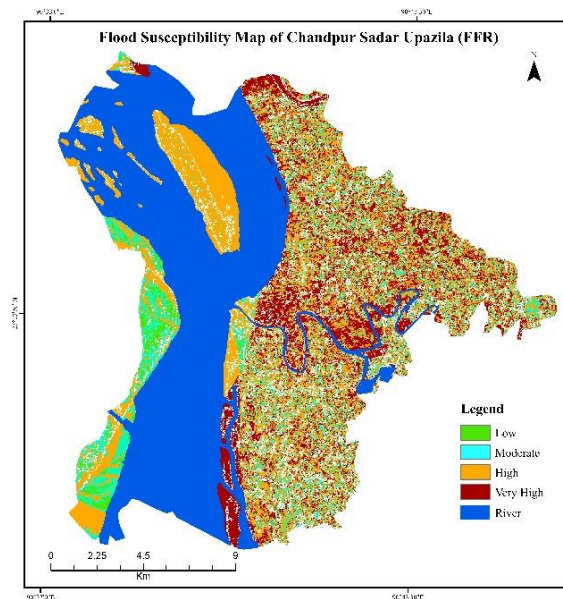 Flood Susceptibility Map of Chandpur Sadar Upazila (FFR)
N
Legend
Low
Moderate
High
Very High
River
0 2.25 4.5 9
Km